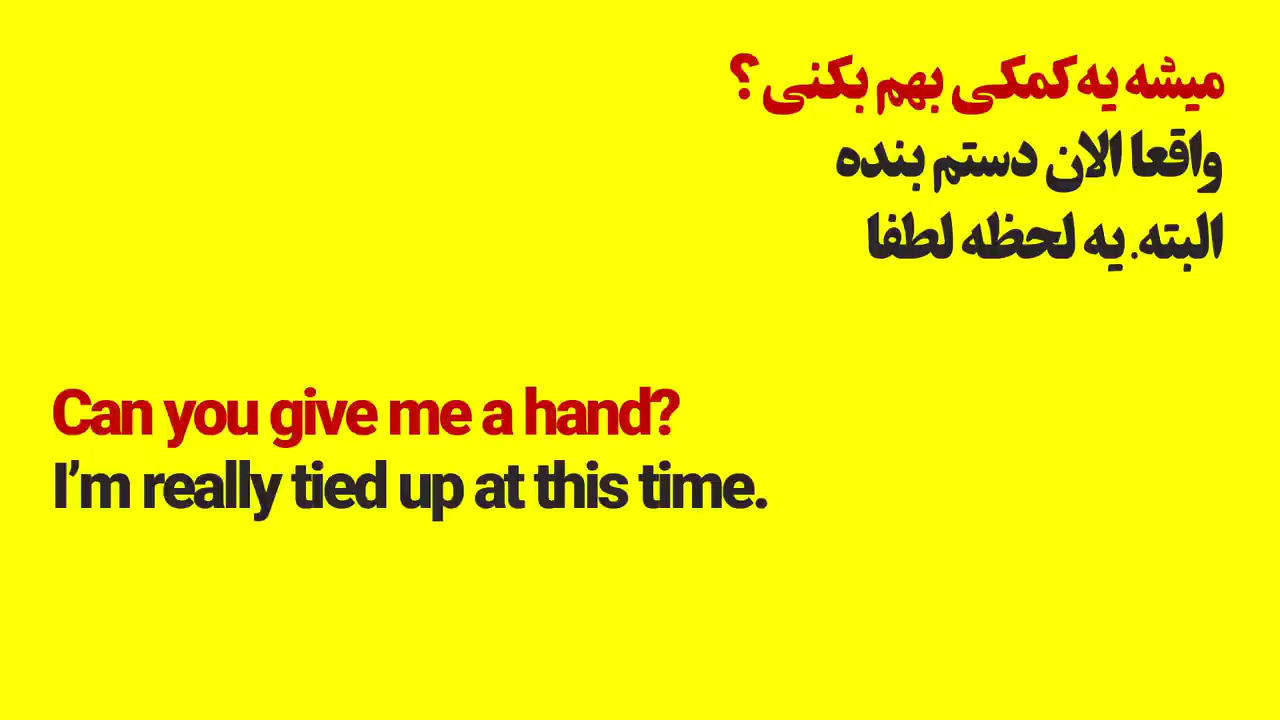 میشه یه کمکی بهم بکنی ؟
واقعا الان دستم بنده
البته. یه لحظه لطفا
Can you give me a hand?
I’m really tied up at this time.